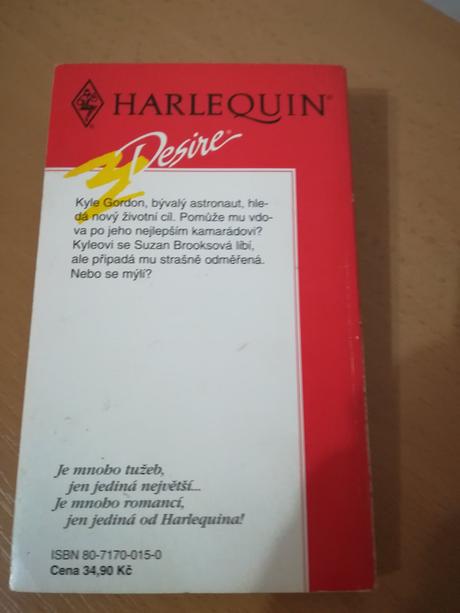 HARLEQUIN®
Desire®
Kyle Gordon, bývalý astronaut, hle-
dá nový životní cíl. Pomůže mu vdo-
va po jeho nejlepším kamarádovi?
Kyleovi se Suzan Brooksová líbí,
ale připadá mu strašně odměřená.
Nebo se mýlí?
Je mnoho tužeb,
jen jediná největší...
Je mnoho romancí,
jen jediná od Harlequina!
ISBN 80-7170-015-0
Cena 34,90 Kč